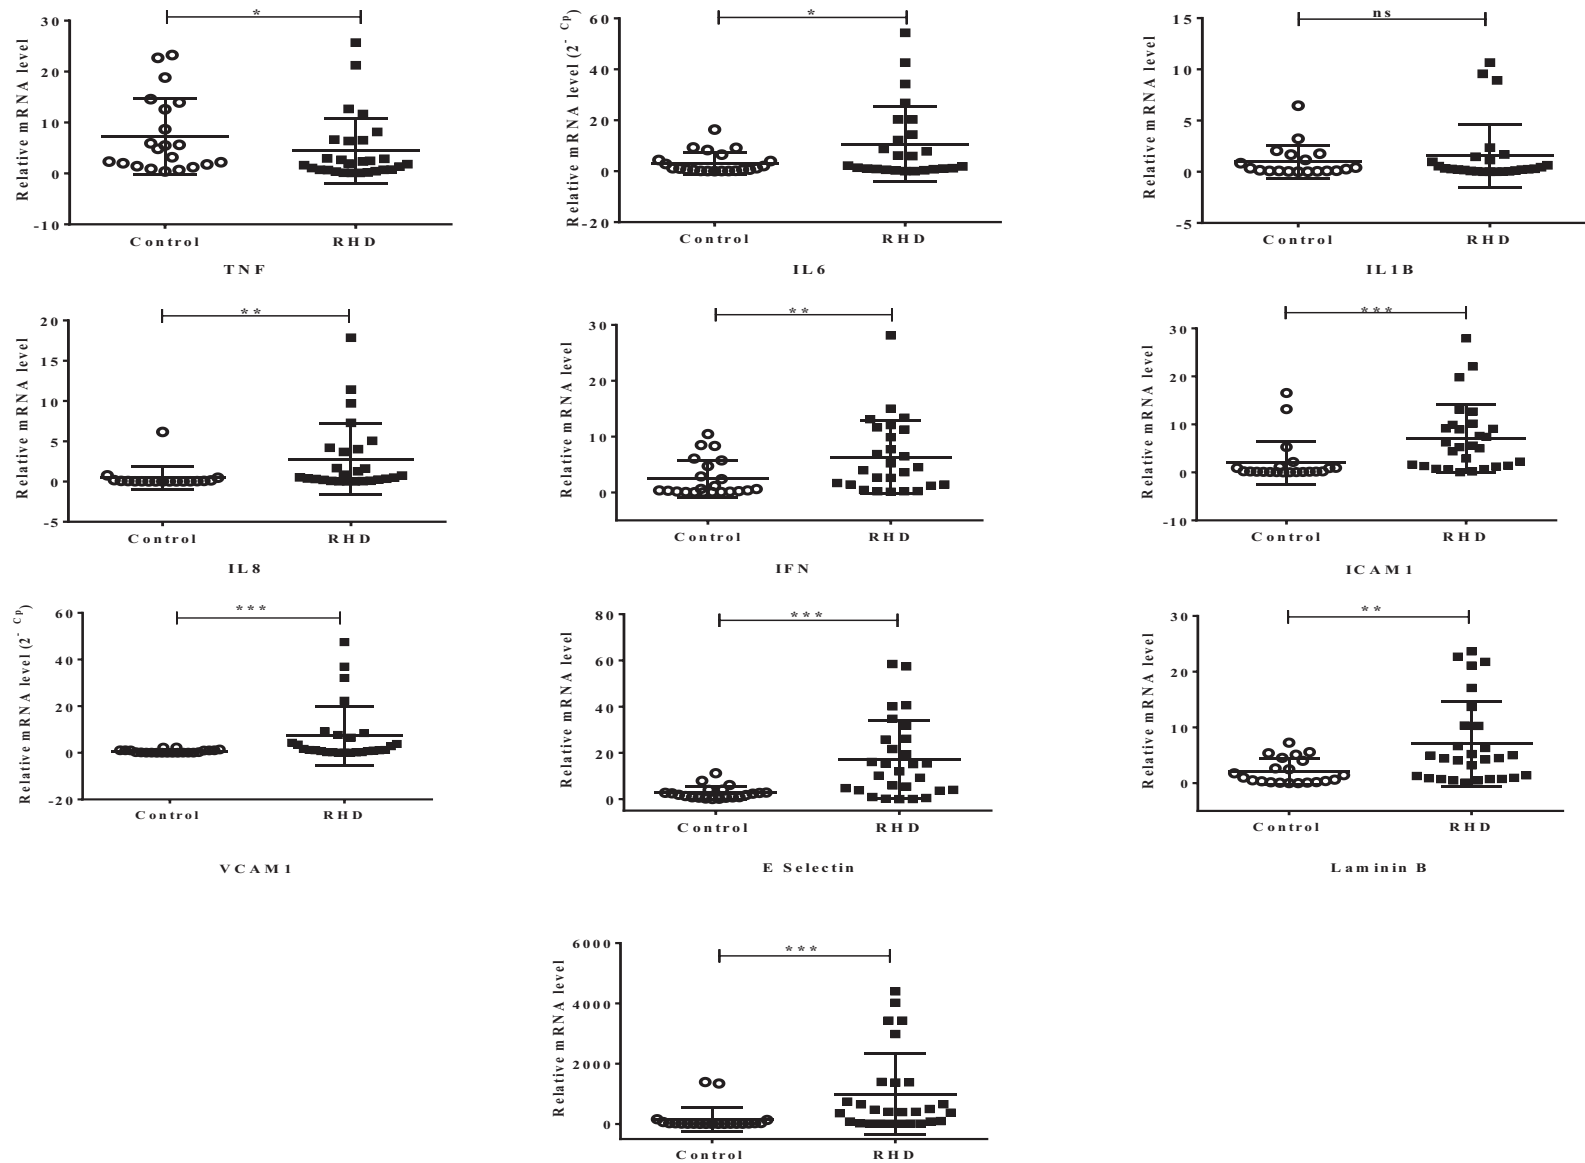 *
Relative mRNA level
30
20
10
0
-10
Control RHD
TNF
*
Relative mRNA level (2^- Cp)
60
40
20
0
-20
Control RHD
IL6
ns
Relative mRNA level
15
10
5
0
-5
Control RHD
IL1B
**
Relative mRNA level
20
15
10
5
0
-5
Control RHD
IL8
**
Relative mRNA level
30
20
10
0
Control RHD
IFN
***
Relative mRNA level
30
20
10
0
-10
Control RHD
ICAM1
***
Relative mRNA level (2^- Cp)
60
40
20
0
-20
Control RHD
VCAM1
***
Relative mRNA level
80
60
40
20
0
Control RHD
E Selectin
**
Relative mRNA level
30
20
10
0
Control RHD
Laminin B
***
Relative mRNA level
6000
4000
2000
0
Control RHD